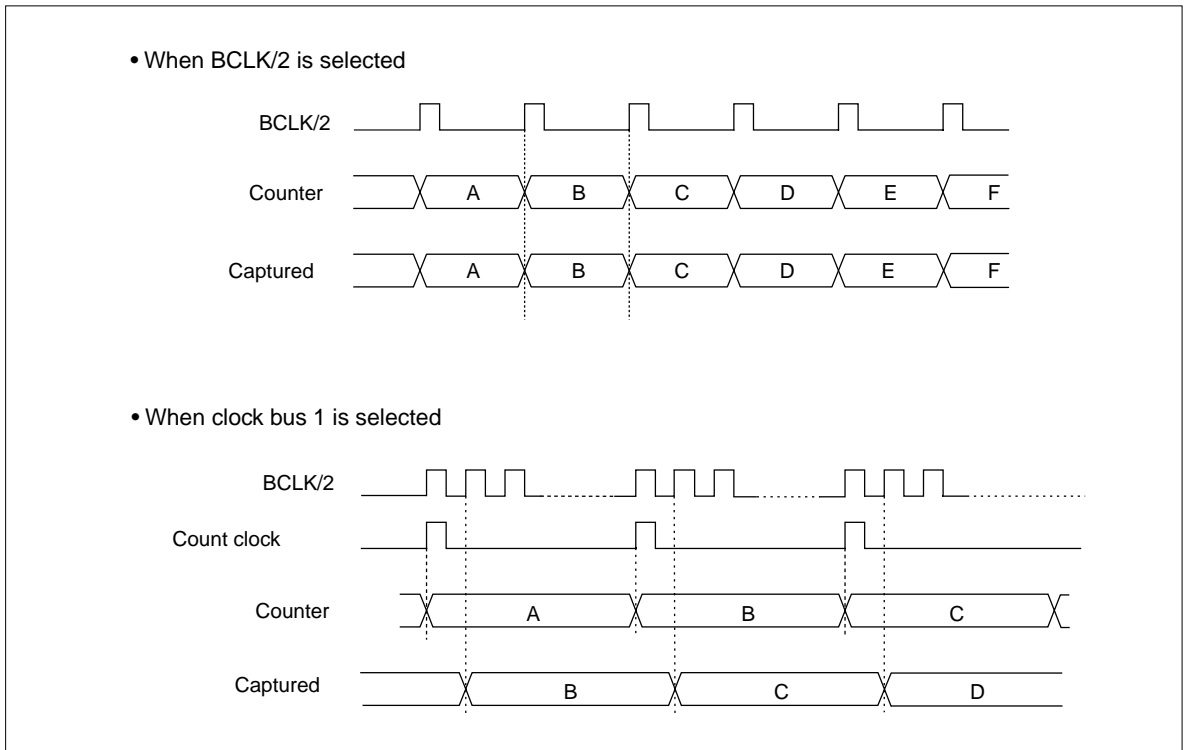 • When BCLK/2 is selected
BCLK/2
Counter A B C D E F
Captured A B C D E F
• When clock bus 1 is selected
BCLK/2
Count clock
Counter A B C
Captured B C D